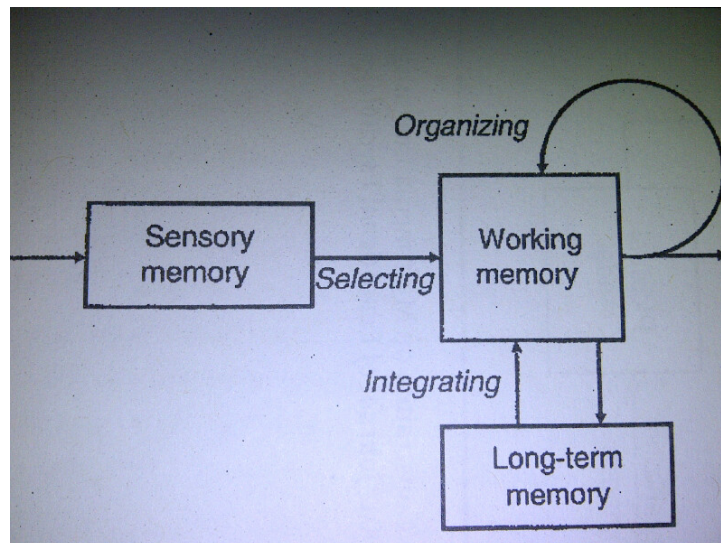 Organizing
Sensory
memory
Selecting
Working
memory
Integrating
Long-term
memory